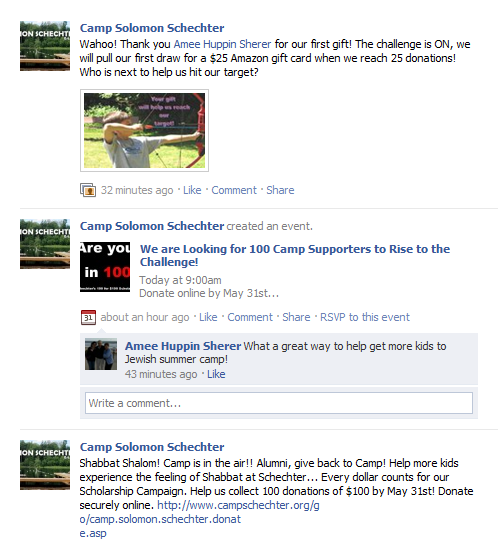 ON SCHECHTER
Camp Solomon Schechter
Wahoo! Thank you Amee Huppin Sherer for our first gift! The challenge is ON, we
will pull our first draw for a $25 Amazon gift card when we reach 25 donations!
Who is next to help us hit our target?
Your gift
will help us reach
our
target!
32 minutes ago · Like · Comment · Share
ON SCHECHTER
Camp Solomon Schechter created an event.
Are you
in 100
We are Looking for 100 Camp Supporters to Rise to the
Challenge!
Today at 9:00am
Donate online by May 31st...
31 about an hour ago · Like · Comment · Share · RSVP to this event
Amee Huppin Sherer What a great way to help get more kids to
Jewish summer camp!
43 minutes ago · Like
Write a comment...
ON SCHECHTI
Camp Solomon Schechter
Shabbat Shalom! Camp is in the air!! Alumni, give back to Camp! Help more kids
experience the feeling of Shabbat at Schechter... Every dollar counts for our
Scholarship Campaign. Help us collect 100 donations of $100 by May 31st! Donate
securely online. http://www.campschechter.org/g
o/camp.solomon.schechter.donat
e.asp